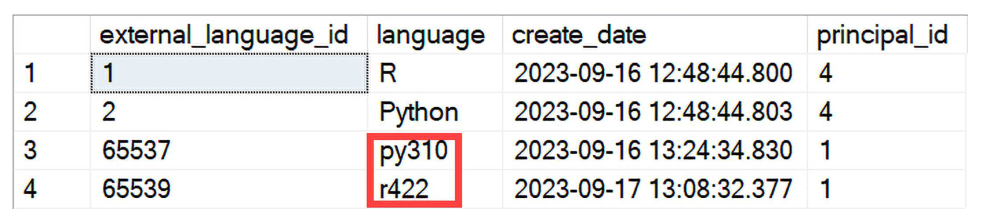 external_language_id language create_date principal_id
1 1 R 2023-09-16 12:48:44.800 4
2 2 Python 2023-09-16 12:48:44.803 4
3 65537 py310 2023-09-16 13:24:34.830 1
4 65539 r422 2023-09-17 13:08:32.377 1